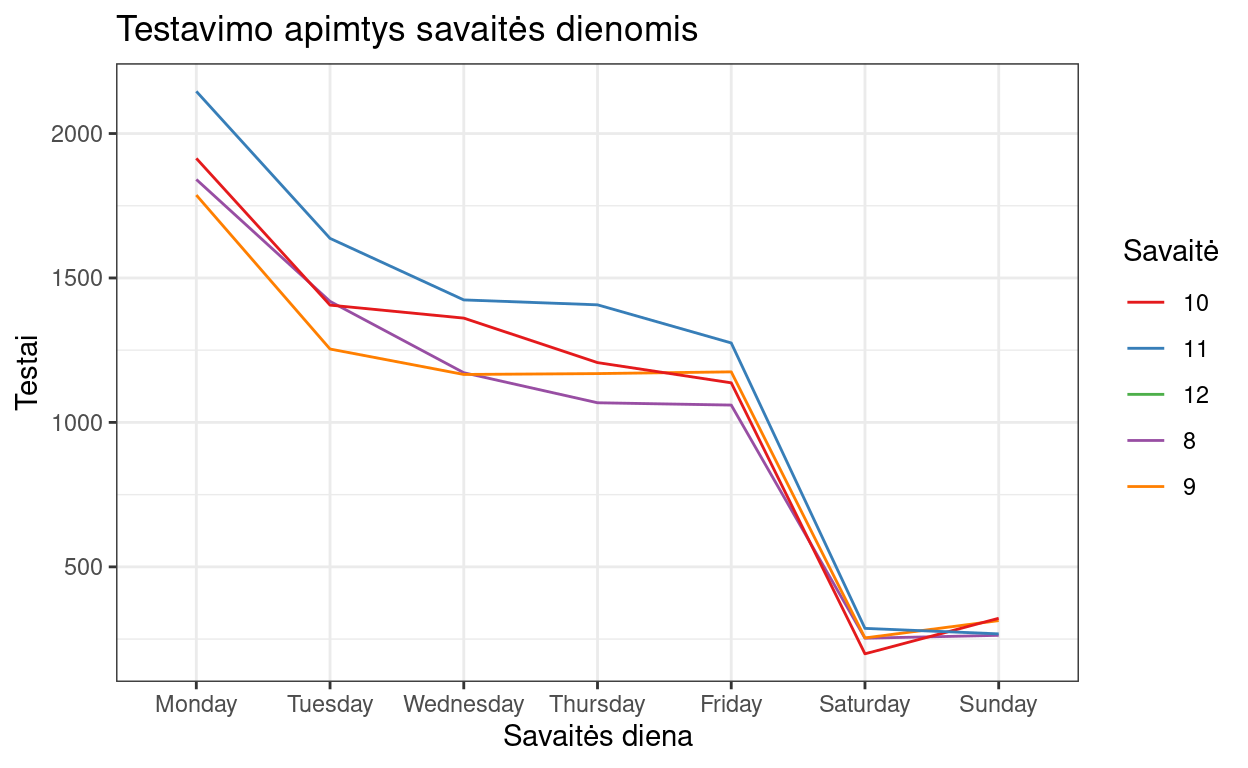 Testavimo apimtys savaitės dienomis
Testai
2000
1500
1000
500
Monday Tuesday Wednesday Thursday Friday Saturday Sunday
Savaitės diena
Savaitė
10
11
12
8
9